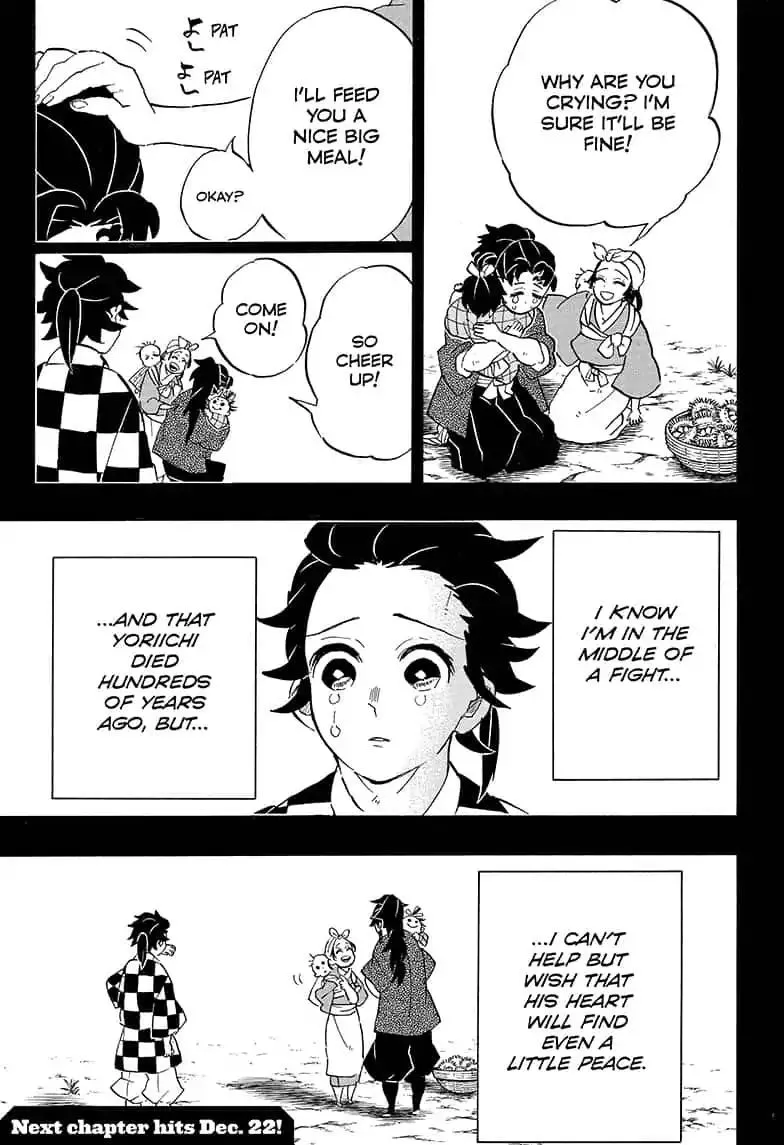 WHY ARE YOU
CRYING? I'M
SURE IT'LL BE
FINE!
よし
PAT
よし
PAT
I'LL FEED
YOU A
NICE BIG
MEAL!
OKAY?
SO
CHEER
UP!
COME
ON!
I KNOW
I'M IN THE
MIDDLE OF
A FIGHT...
...AND THAT
YORIICHI
DIED
HUNDREDS
OF YEARS
AGO, BUT...
...I CAN'T
HELP BUT
WISH THAT
HIS HEART
WILL FIND
EVEN A
LITTLE PEACE.
Next chapter hits Dec. 22!